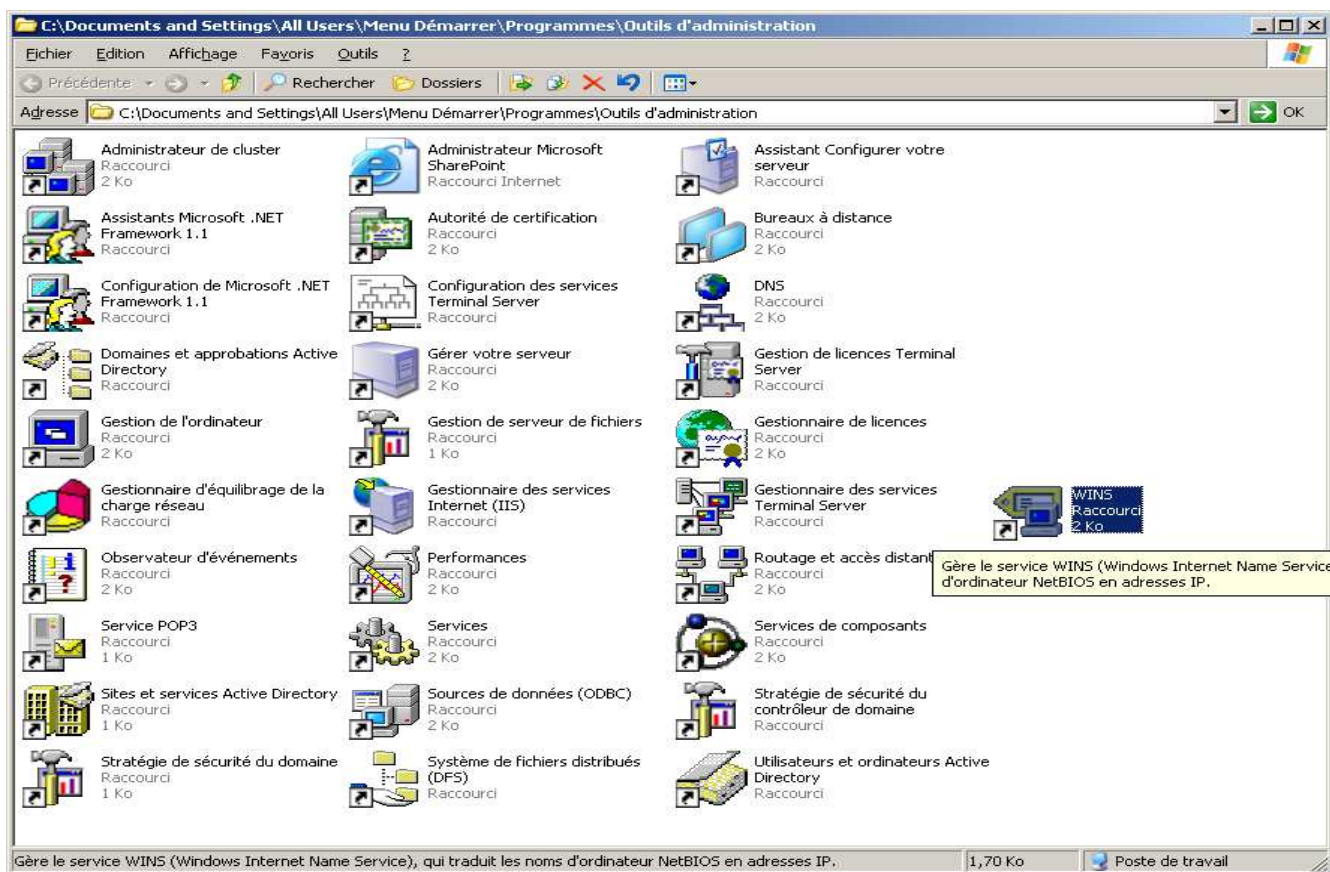 C:\Documents and Settings\All Users\Menu Démarrer\Programmes\Outils d'administration
Fichier Edition Affichage Favoris Outils ?
Précédente Rechercher Dossiers
Adresse C:\Documents and Settings\All Users\Menu Démarrer\Programmes\Outils d'administration OK
Administrateur de cluster
Raccourci
2 Ko
Administrateur Microsoft
SharePoint
Raccourci Internet
Assistant Configurer votre
serveur
Raccourci
Assistants Microsoft .NET
Framework 1.1
Raccourci
Autorité de certification
Raccourci
2 Ko
Bureaux à distance
Raccourci
2 Ko
Configuration de Microsoft .NET
Framework 1.1
Raccourci
Configuration des services
Terminal Server
Raccourci
DNS
Raccourci
2 Ko
Domaines et approbations Active
Directory
Raccourci
Gérer votre serveur
Raccourci
2 Ko
Gestion de licences Terminal
Server
Raccourci
Gestion de l'ordinateur
Raccourci
2 Ko
Gestion de serveur de fichiers
Raccourci
1 Ko
Gestionnaire de licences
Raccourci
2 Ko
Gestionnaire d'équilibrage de la
charge réseau
Raccourci
Gestionnaire des services
Internet (IIS)
Raccourci
Gestionnaire des services
Terminal Server
Raccourci
WINS
Raccourci
2 Ko
Observateur d'événements
Raccourci
2 Ko
Performances
Raccourci
2 Ko
Routage et accès distant
Raccourci
2 Ko
Gère le service WINS (Windows Internet Name Service
d'ordinateur NetBIOS en adresses IP.
Service POP3
Raccourci
1 Ko
Services
Raccourci
2 Ko
Services de composants
Raccourci
2 Ko
Sites et services Active Directory
Raccourci
1 Ko
Sources de données (ODBC)
Raccourci
2 Ko
Stratégie de sécurité du
contrôleur de domaine
Raccourci
Stratégie de sécurité du domaine
Raccourci
1 Ko
Système de fichiers distribués
(DFS)
Raccourci
Utilisateurs et ordinateurs Active
Directory
Raccourci
Gère le service WINS (Windows Internet Name Service), qui traduit les noms d'ordinateur NetBIOS en adresses IP. 1,70 Ko Poste de travail